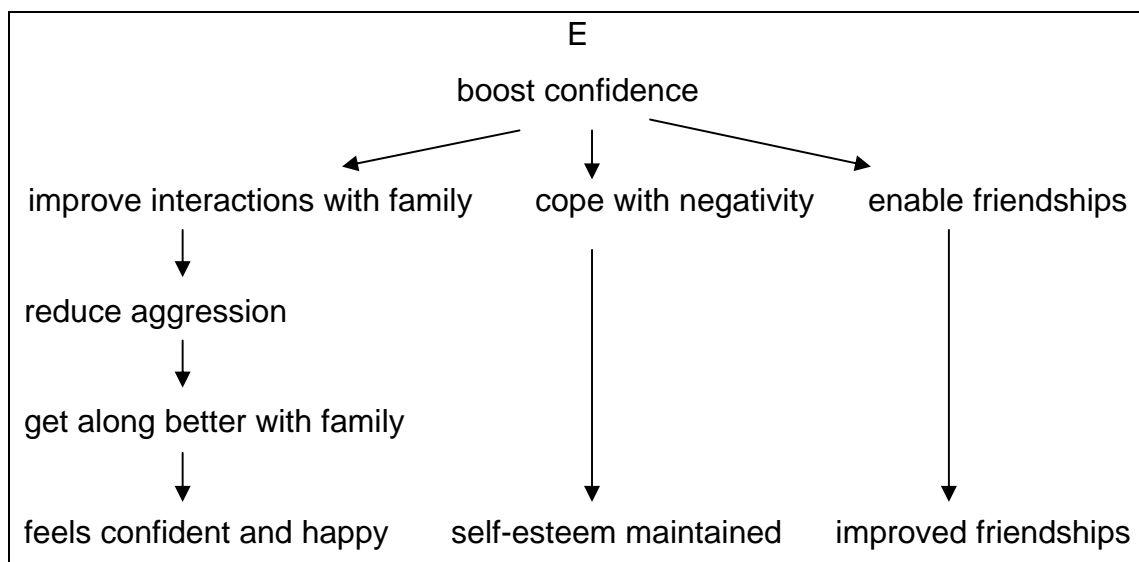 E
boost confidence
improve interactions with family cope with negativity enable friendships
reduce aggression
get along better with family
feels confident and happy self-esteem maintained improved friendships